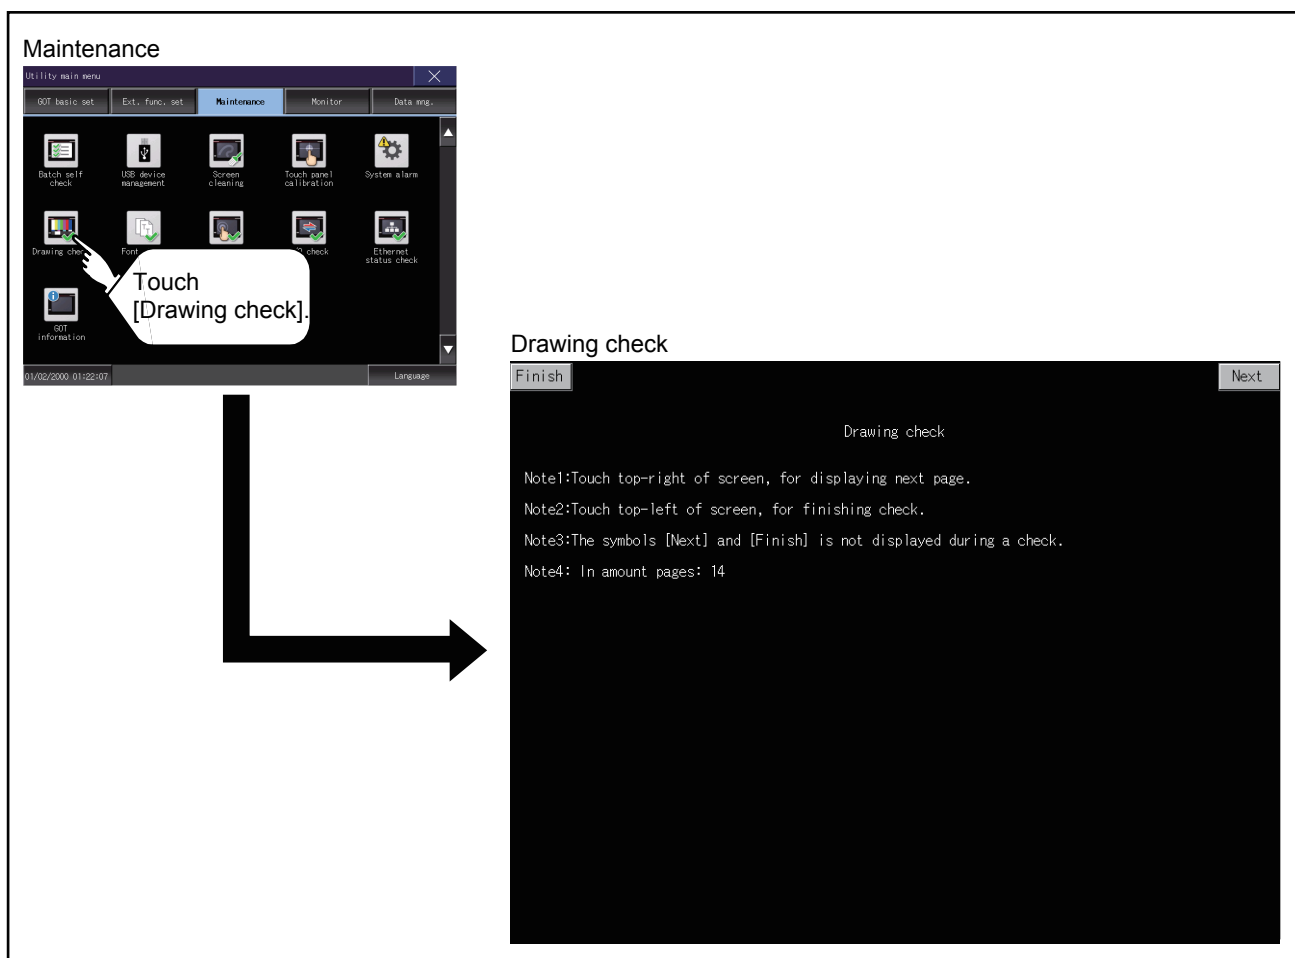 Maintenance
Utility main menu
GOT basic set Ext. func. set Maintenance Monitor Data mng.
Batch self check
USB device management
Screen cleaning
Touch panel calibration
System alarm
Drawing
Font
check
Ethernet status check
GOT information
Touch
[Drawing check].
01/02/2000 01:22:07 Language
Drawing check
Finish Next
Drawing check
Note1:Touch top-right of screen, for displaying next page.
Note2:Touch top-left of screen, for finishing check.
Note3:The symbols [Next] and [Finish] is not displayed during a check.
Note4: In amount pages: 14